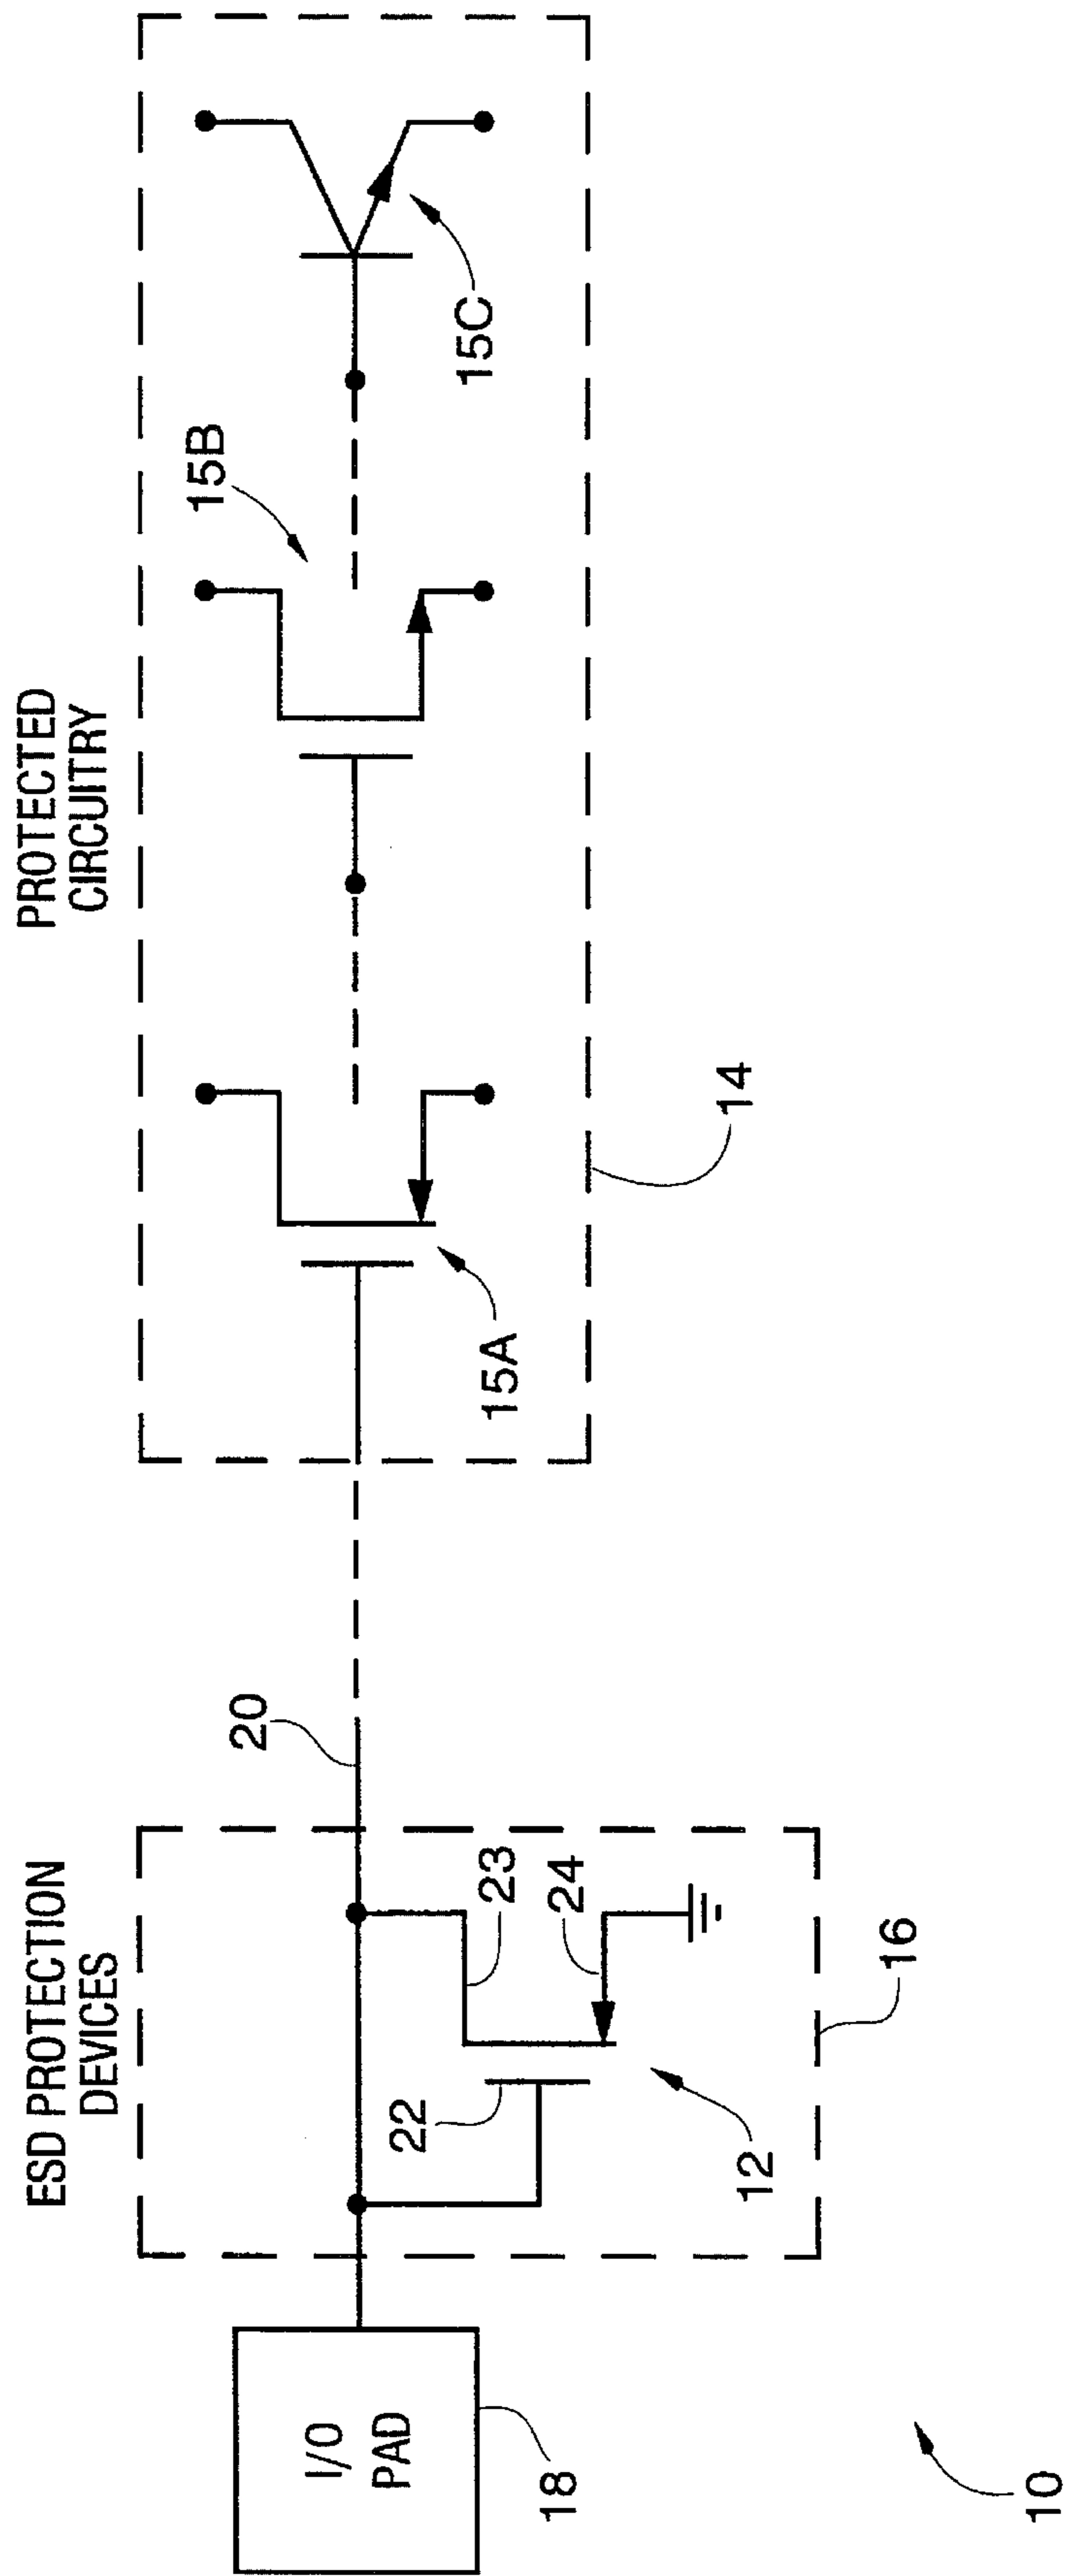 PROTECTED
CIRCUITRY
15B
15C
15A
14
ESD PROTECTION
DEVICES
20
22
23
24
12
16
I/O
PAD
18
10